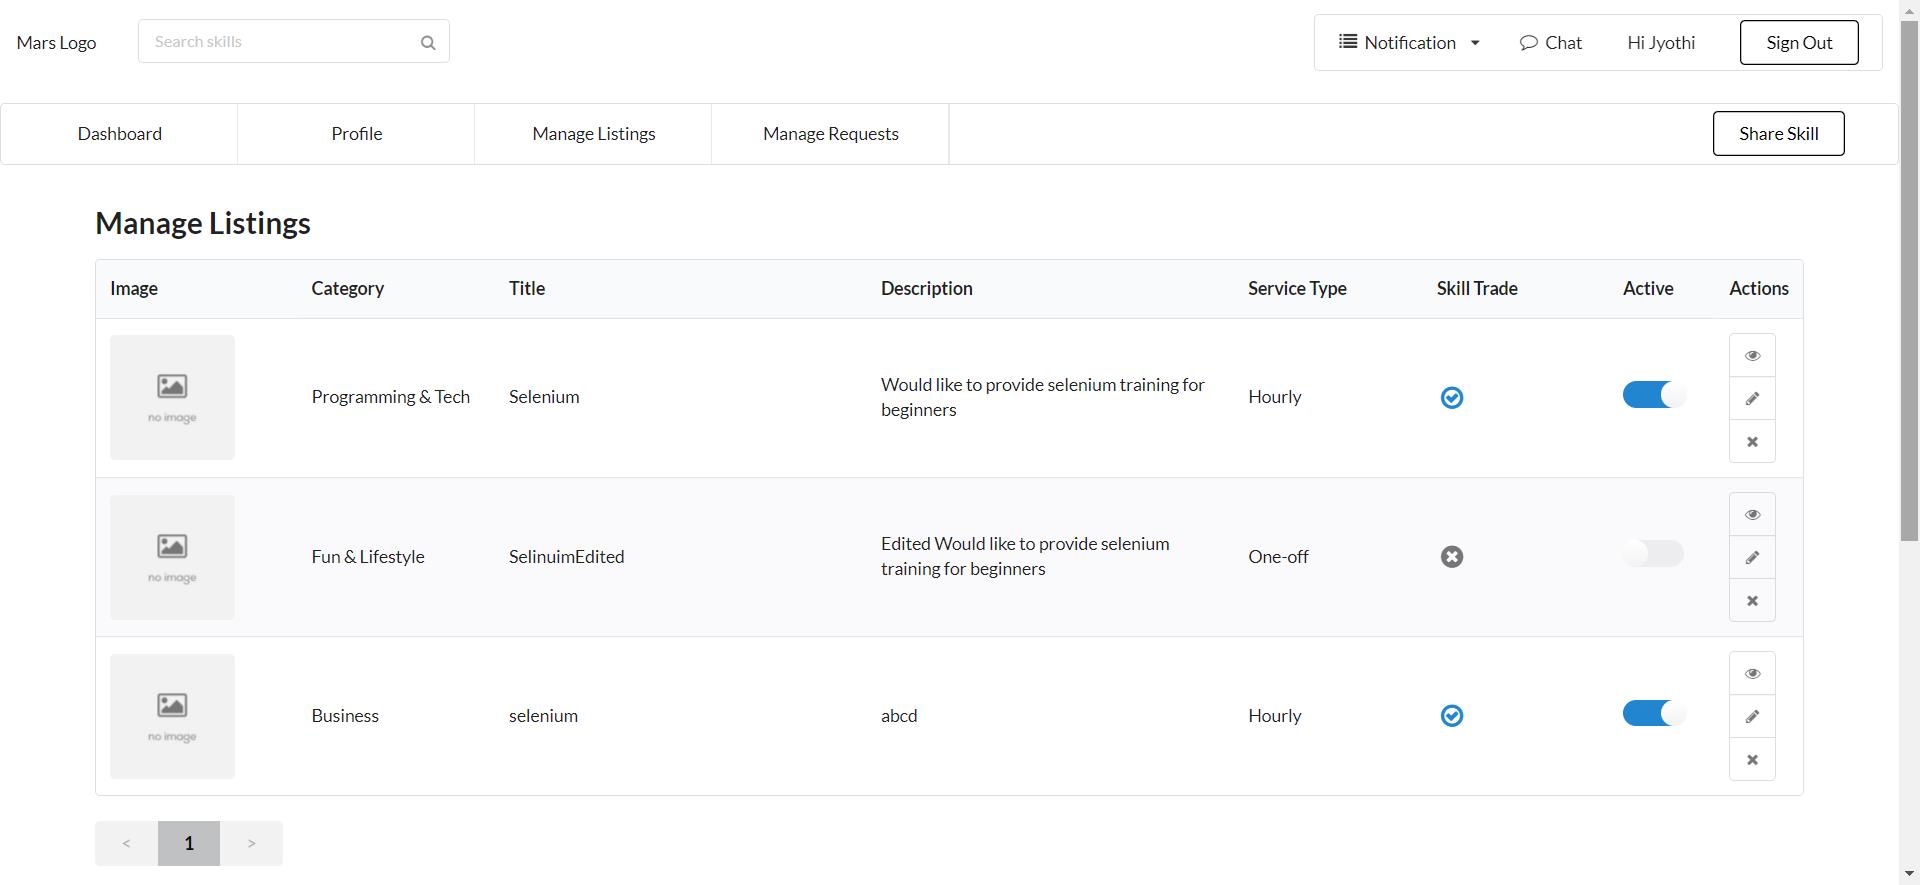 Mars Logo
Search skills
Notification
Chat
Hi Jyothi
Sign Out
Dashboard
Profile
Manage Listings
Manage Requests
Share Skill
Manage Listings
Image
Category
Title
Description
Service Type
Skill Trade
Active
Actions
no image
Programming & Tech
Selenium
Would like to provide selenium training for
beginners
Hourly
no image
Fun & Lifestyle
SelinuimEdited
Edited Would like to provide selenium
training for beginners
One-off
no image
Business
selenium
abcd
Hourly
< 1 >